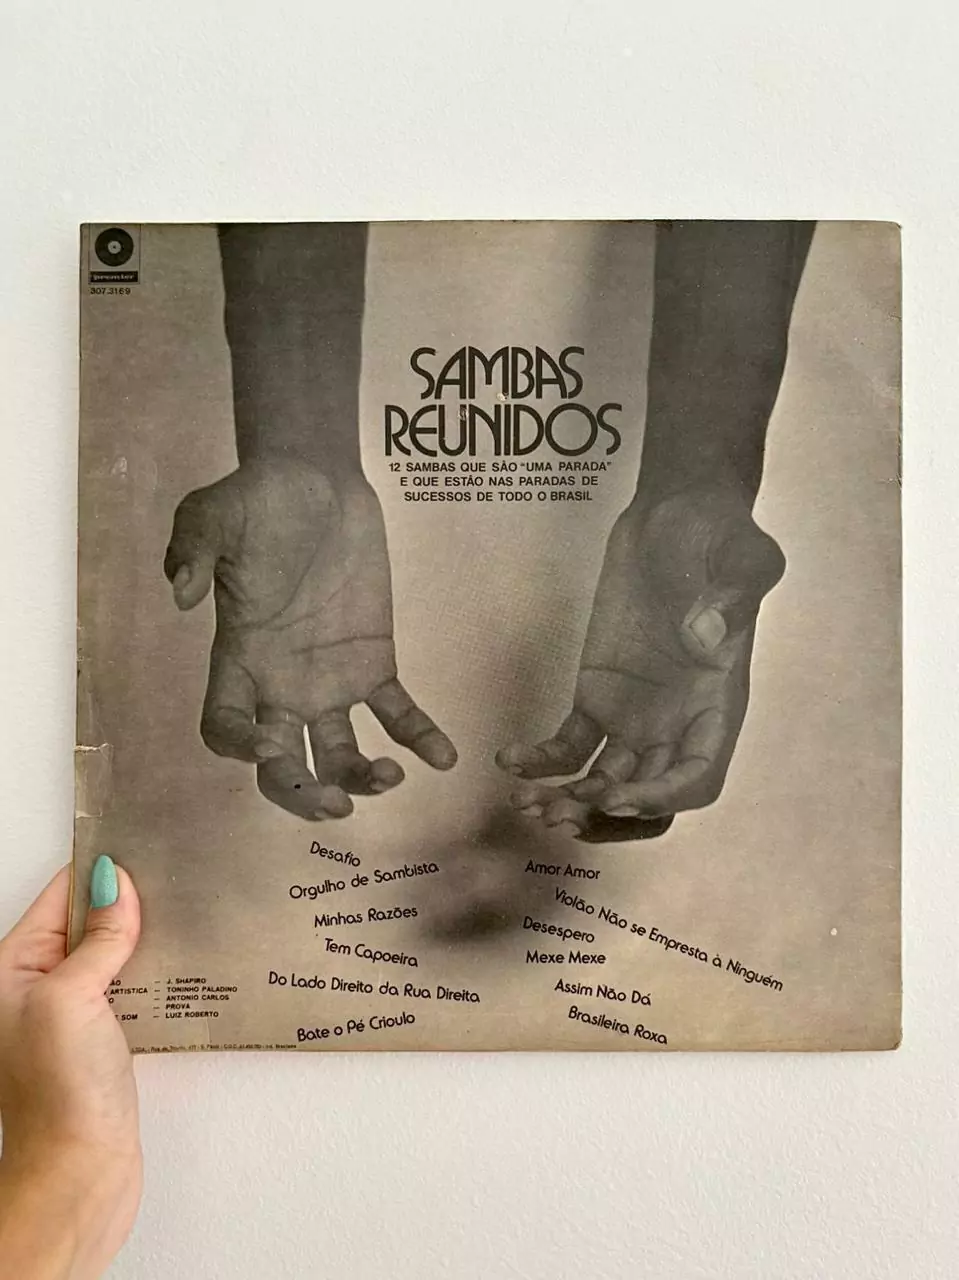 premier
307.3169
SAMBAS
REUNIDOS
12 SAMBAS QUE SÃO "UMA PARADA"
E QUE ESTÃO NAS PARADAS DE
SUCESSOS DE TODO O BRASIL
Desafio
Orgulho de Sambista
Minhas Razões
Tem Capoeira
Do Lado Direito da Rua Direita
Bate o Pé Crioulo
Amor Amor
Violão Não se Empresta à Ninguém
Desespero
Mexe Mexe
Assim Não Dá
Brasileira Roxa
— J. SHAPIRO
ARTISTICA — TONINHO PALADINO
— ANTONIO CARLOS
— PROVA
SOM — LUIZ ROBERTO